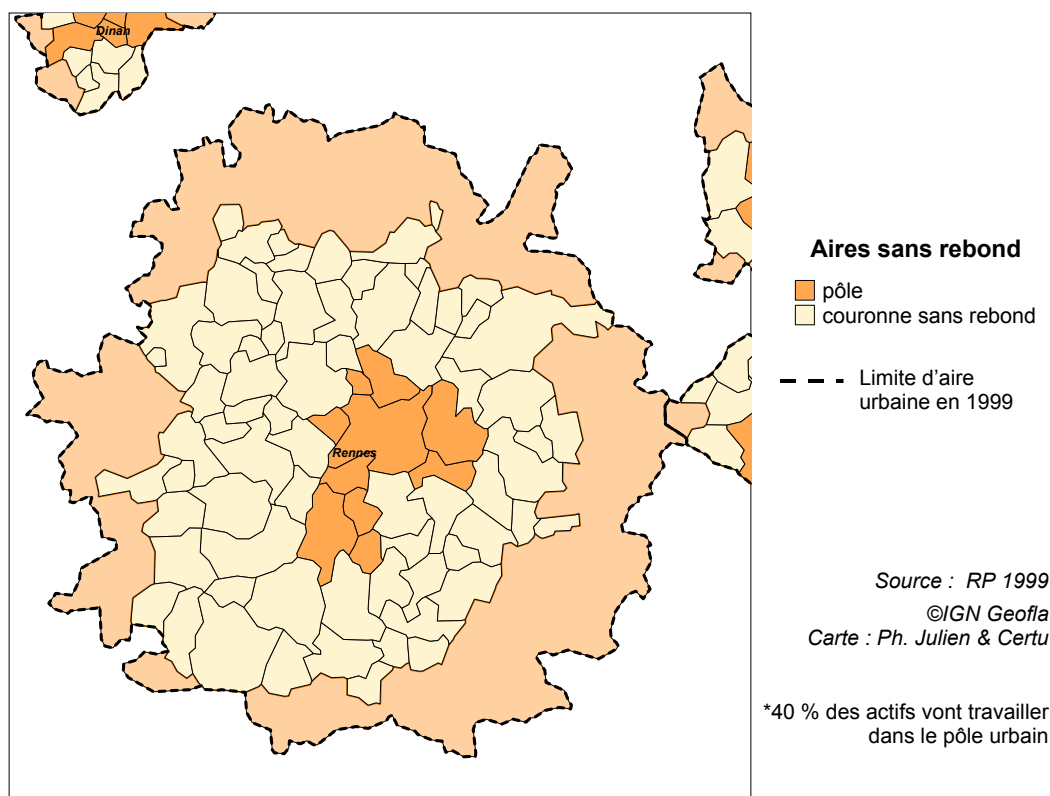 Dinan
Rennes
Aires sans rebond
pôle
couronne sans rebond
Limite d’aire
urbaine en 1999
Source : RP 1999
©IGN Geofla
Carte : Ph. Julien & Certu
*40 % des actifs vont travailler
dans le pôle urbain